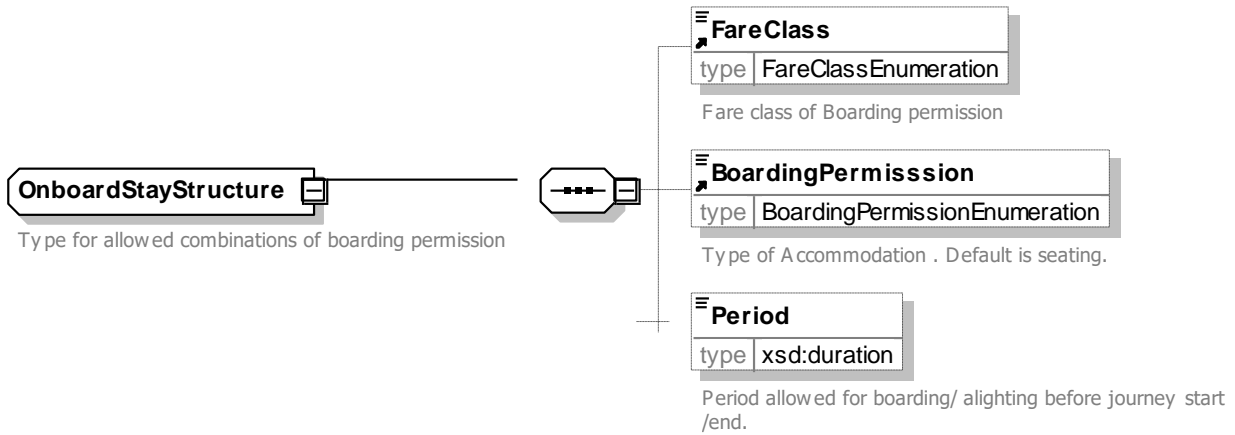 FareClass
type FareClassEnumeration
Fare class of Boarding permission
OnboardStayStructure
Type for allowed combinations of boarding permission
BoardingPermisssion
type BoardingPermissionEnumeration
Type of Accommodation . Default is seating.
Period
type xsd:duration
Period allowed for boarding/ alighting before journey start
/end.